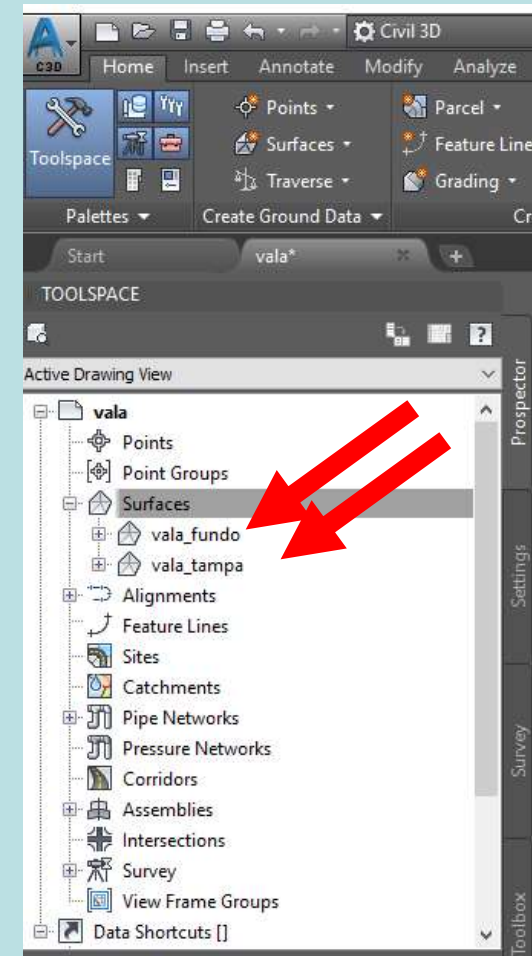 C3D
Civil 3D
Home Insert Annotate Modify Analyze
Toolspace
Points
Surfaces
Traverse
Parcel
Feature Line
Grading
Palettes Create Ground Data
Start vala*
TOOLSPACE
?
Active Drawing View
vala
Points
Point Groups
Surfaces
vala_fundo
vala_tampa
Alignments
Feature Lines
Sites
Catchments
Pipe Networks
Pressure Networks
Corridors
Assemblies
Intersections
Survey
View Frame Groups
Data Shortcuts []
Prospector
Settings
Survey
Toolbox